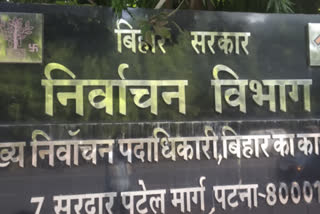 बिहार सरकार
निर्वाचन विभाग
ख्य निर्वाचन पदाधिकारी, बिहार का का
7, सरदार पटेल मार्ग, पटना-80001